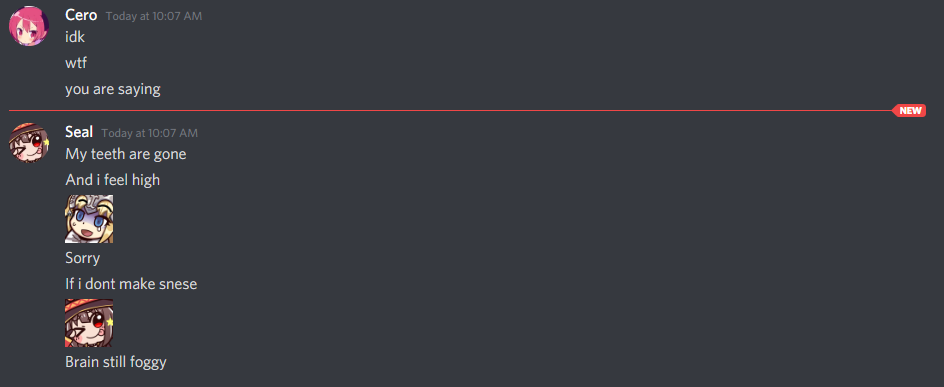 Cero Today at 10:07 AM
idk
wtf
you are saying
NEW
Seal Today at 10:07 AM
My teeth are gone
And i feel high
Sorry
If i dont make snese
Brain still foggy